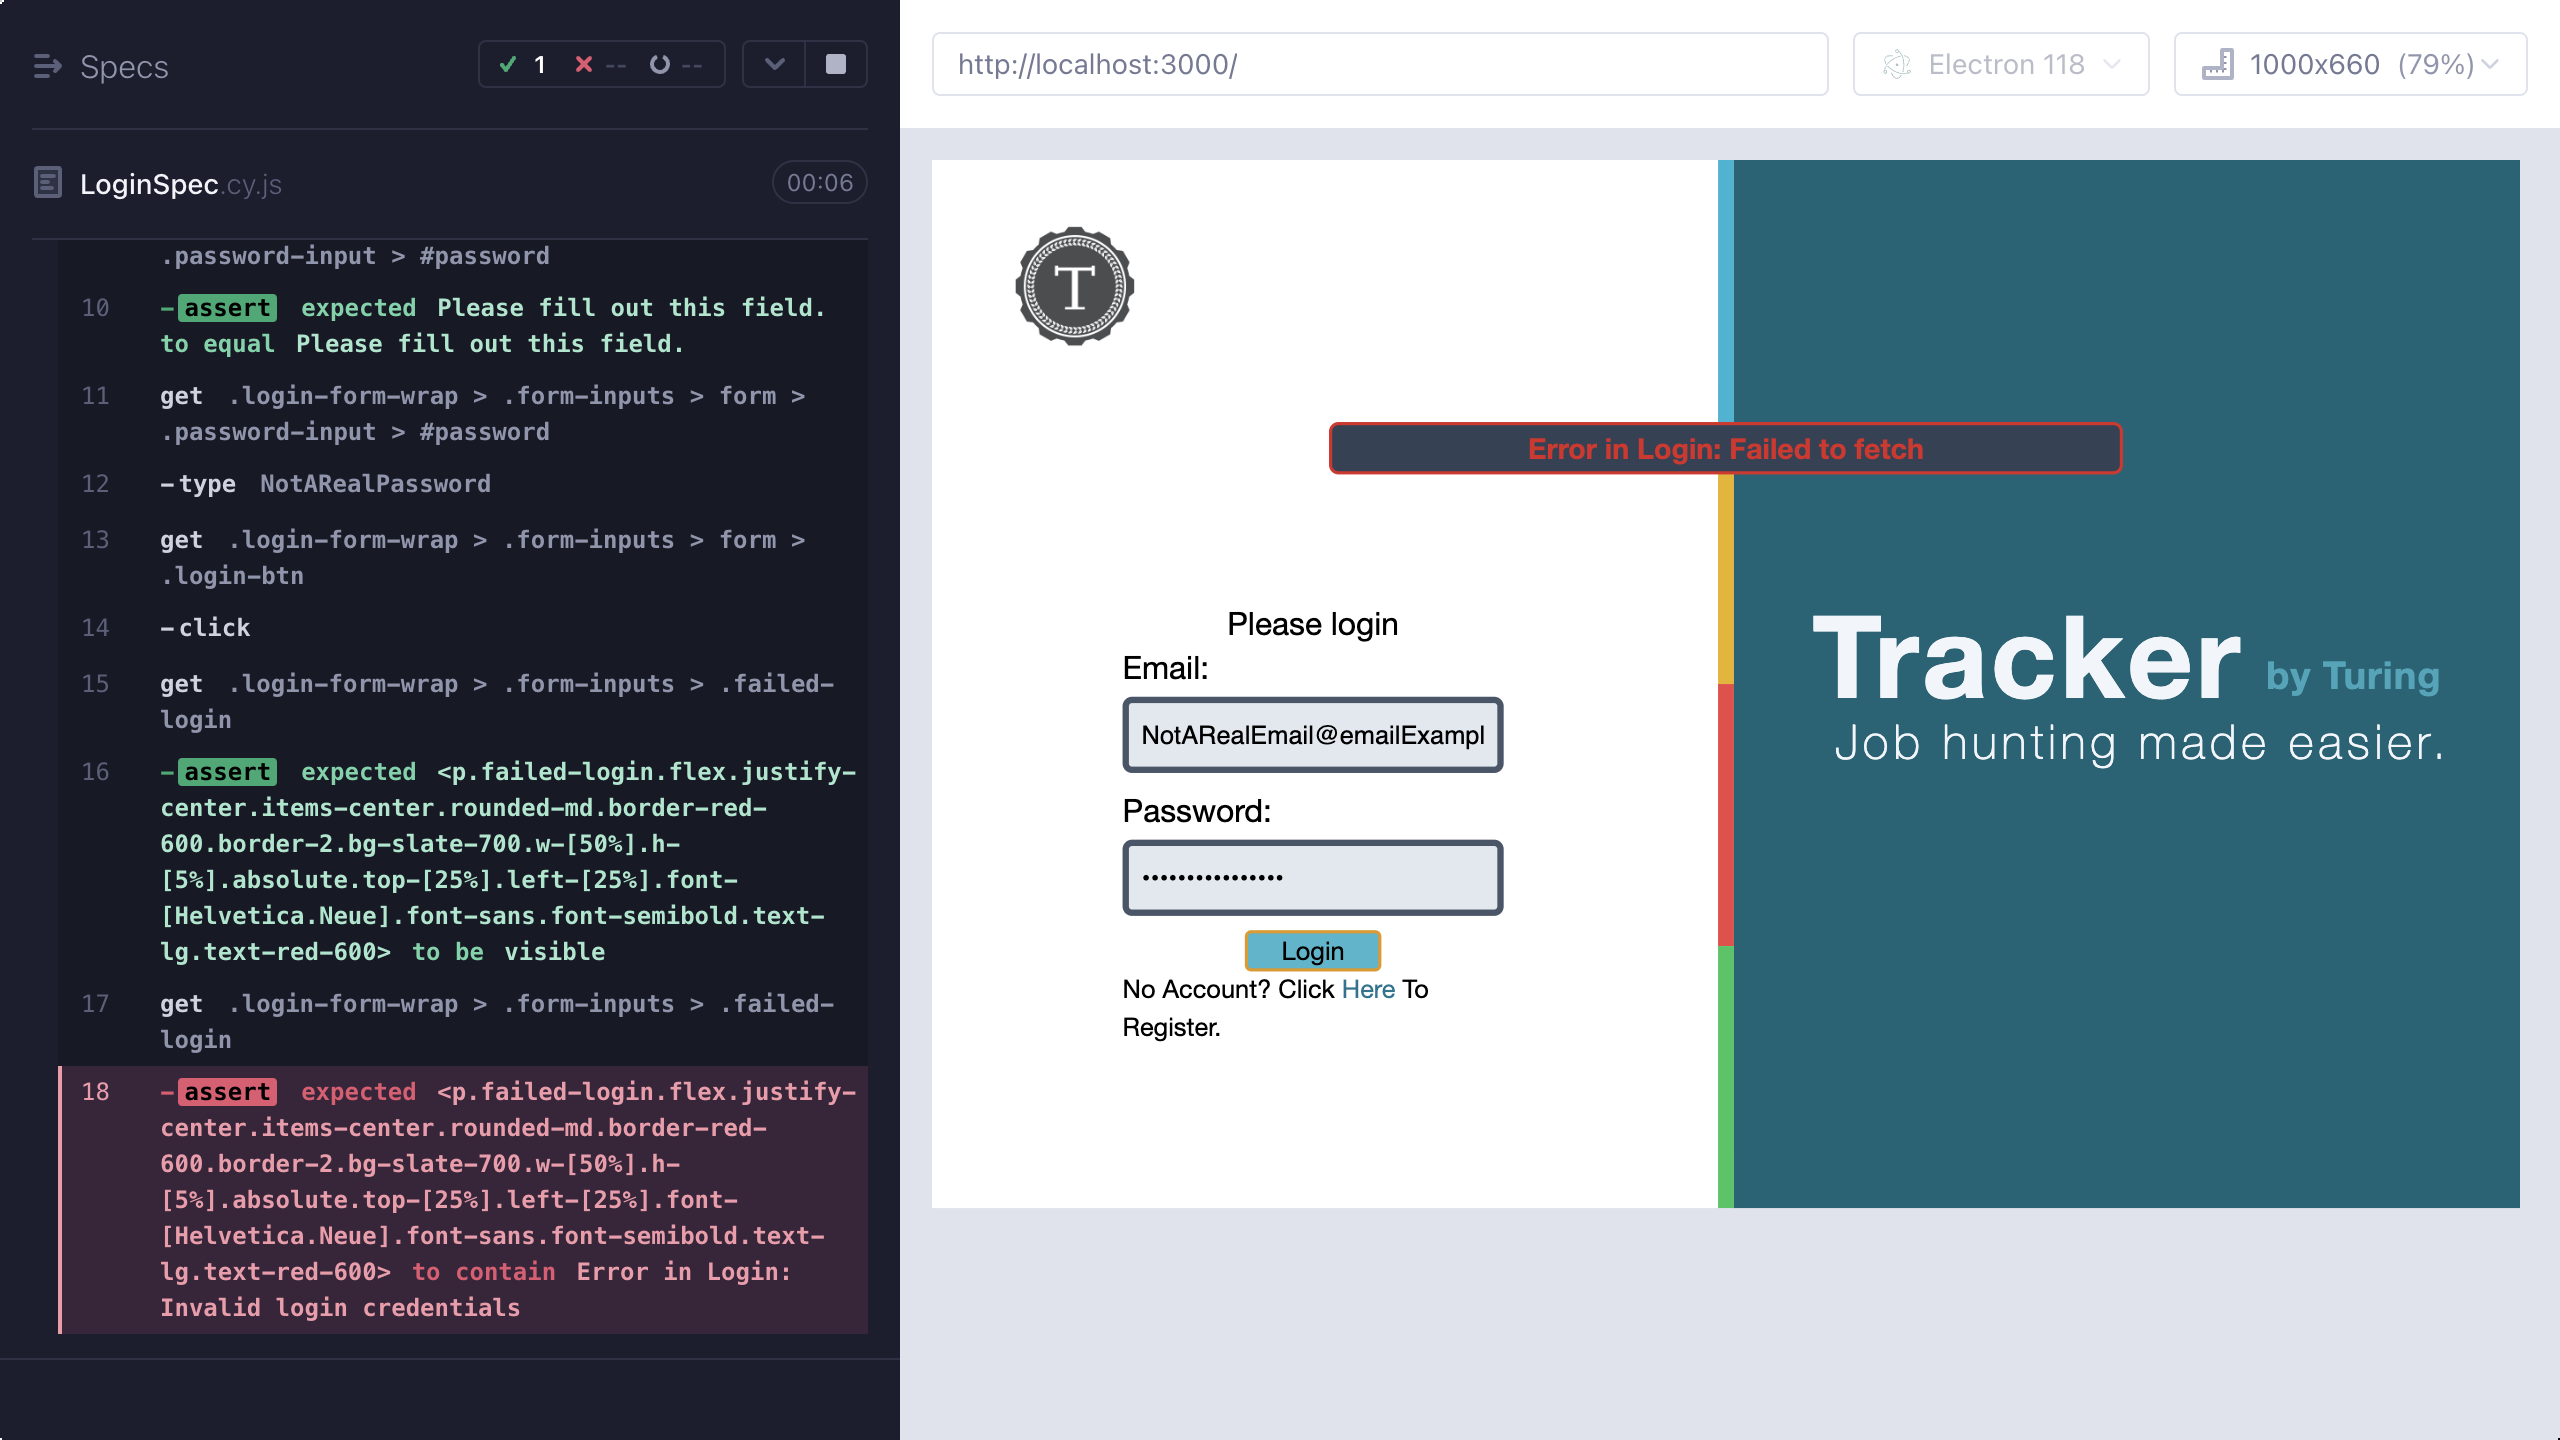 Specs
1
--
--
LoginSpec.cy.js
00:06
.password-input > #password
10 -assert expected Please fill out this field.
to equal Please fill out this field.
11 get .login-form-wrap > .form-inputs > form >
.password-input > #password
12 -type NotARealPassword
13 get .login-form-wrap > .form-inputs > form >
.login-btn
14 -click
15 get .login-form-wrap > .form-inputs > .failed-
login
16 -assert expected <p.failed-login.flex.justify-
center.items-center.rounded-md.border-red-
600.border-2.bg-slate-700.w-[50%].h-
[5%].absolute.top-[25%].left-[25%].font-
[Helvetica.Neue].font-sans.font-semibold.text-
lg.text-red-600> to be visible
17 get .login-form-wrap > .form-inputs > .failed-
login
18 -assert expected <p.failed-login.flex.justify-
center.items-center.rounded-md.border-red-
600.border-2.bg-slate-700.w-[50%].h-
[5%].absolute.top-[25%].left-[25%].font-
[Helvetica.Neue].font-sans.font-semibold.text-
lg.text-red-600> to contain Error in Login:
Invalid login credentials
http://localhost:3000/
Electron 118
1000x660 (79%)
T
Error in Login: Failed to fetch
Please login
Email:
NotARealEmail@emailExampl
Password:
••••••••••••••••
Login
No Account? Click Here To
Register.
Tracker by Turing
Job hunting made easier.